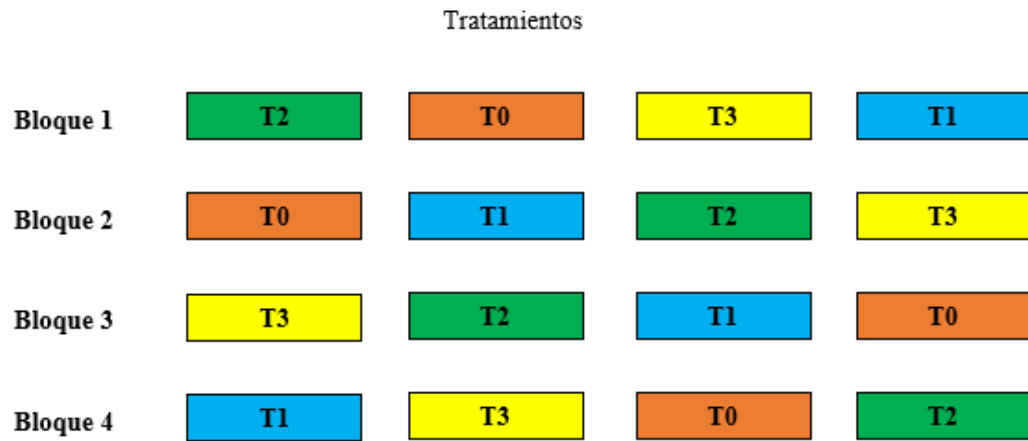 Tratamientos
Bloque 1 T2 T0 T3 T1
Bloque 2 T0 T1 T2 T3
Bloque 3 T3 T2 T1 T0
Bloque 4 T1 T3 T0 T2